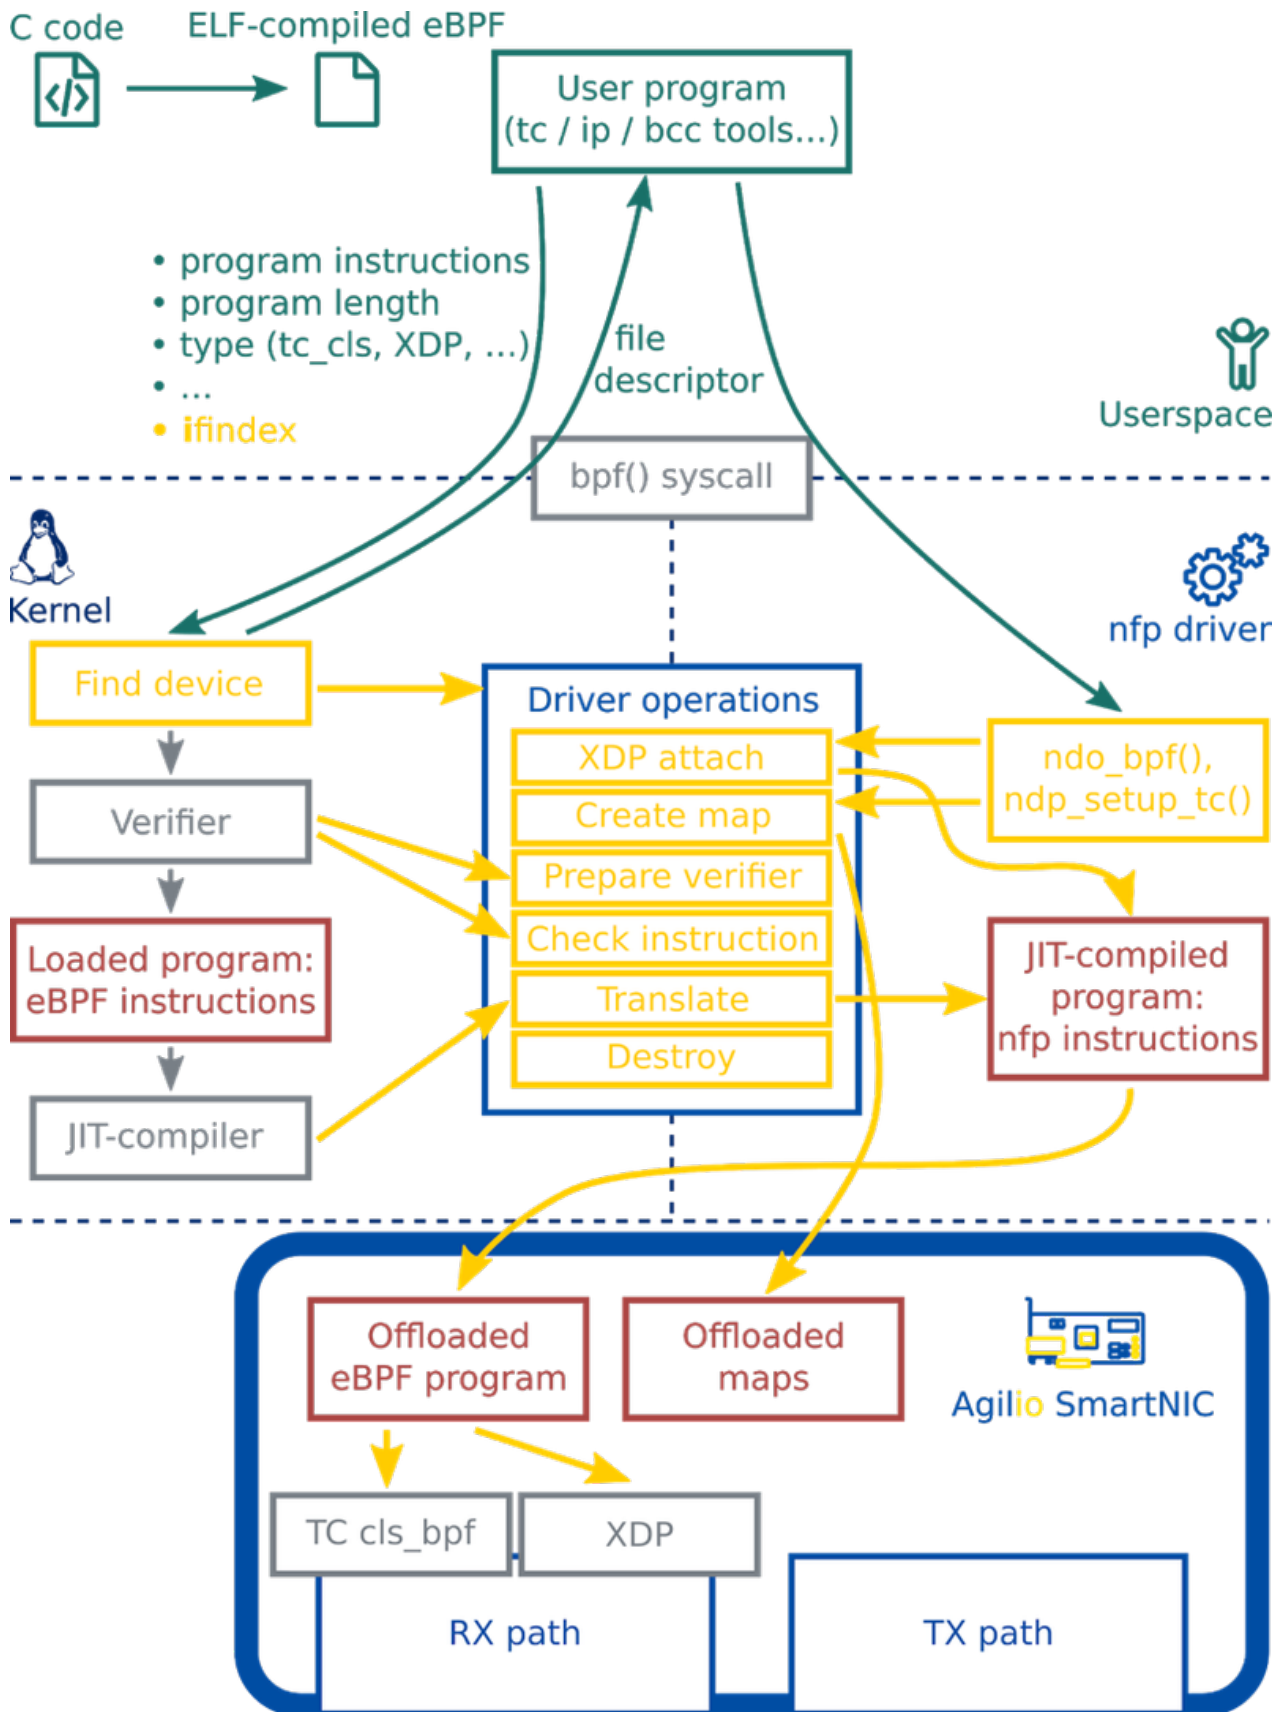 C code
ELF-compiled eBPF
</>
User program
(tc / ip / bcc tools...)
• program instructions
• program length
• type (tc_cls, XDP, ...)
• ...
• ifindex
file
descriptor
Userspace
bpf() syscall
Kernel
nfp driver
Find device
Verifier
Loaded program:
eBPF instructions
JIT-compiler
Driver operations
XDP attach
Create map
Prepare verifier
Check instruction
Translate
Destroy
ndo_bpf(),
ndp_setup_tc()
JIT-compiled
program:
nfp instructions
Offloaded
eBPF program
Offloaded
maps
Agilio SmartNIC
TC cls_bpf
XDP
RX path
TX path